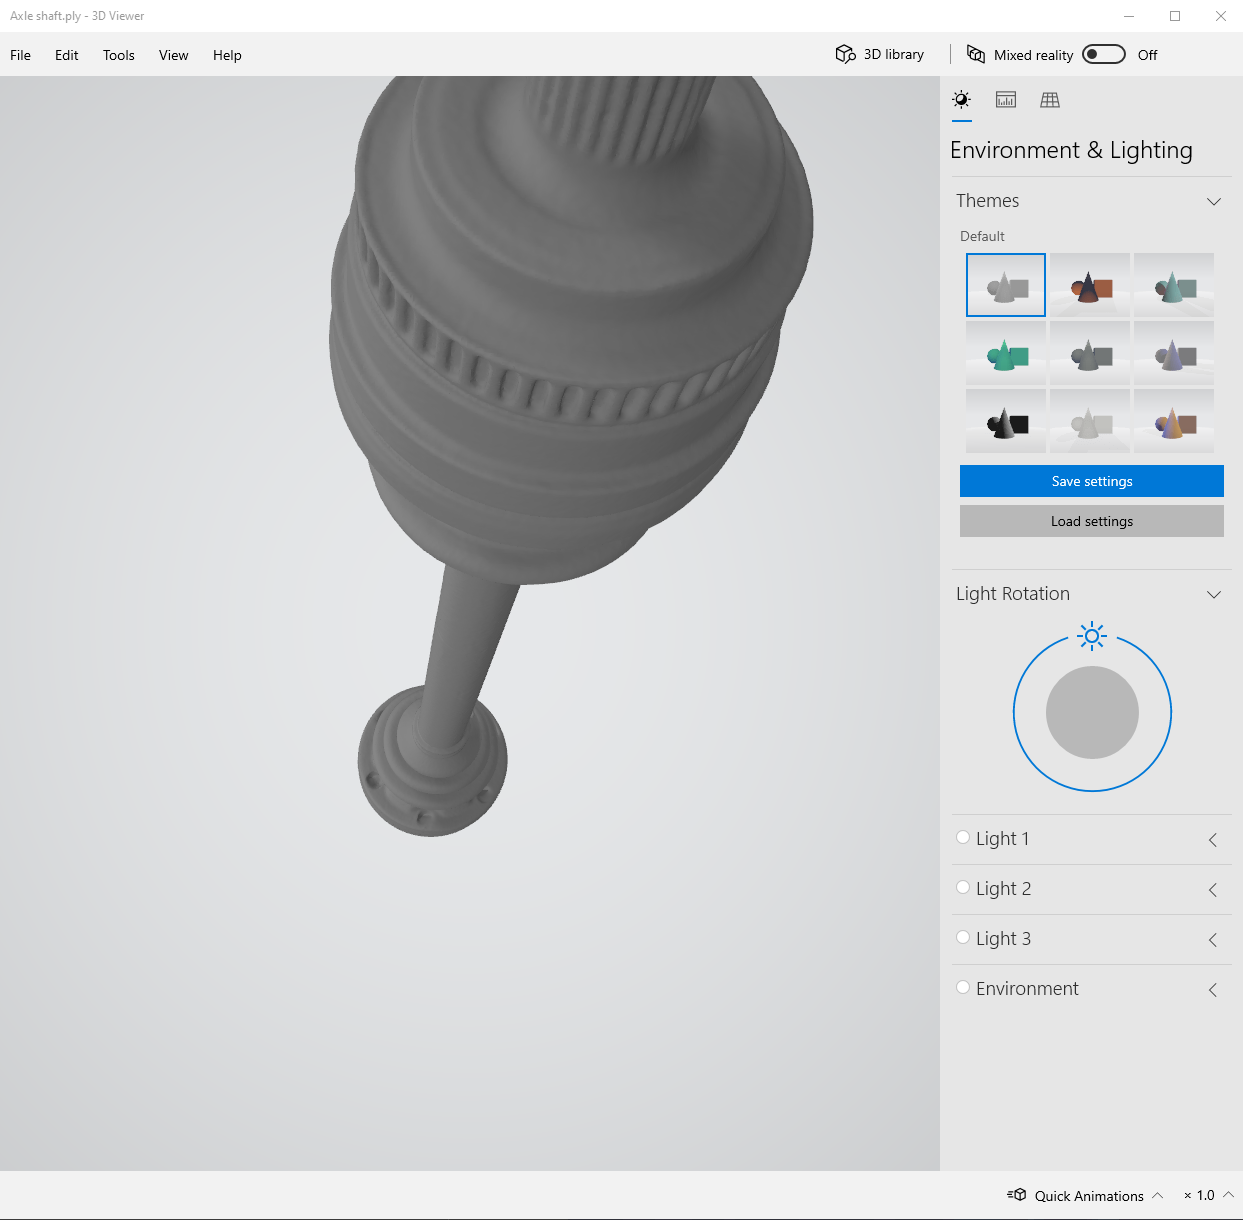 Axle shaft.ply - 3D Viewer
File Edit Tools View Help 3D library Mixed reality Off
Environment & Lighting
Themes
Default
Save settings
Load settings
Light Rotation
Light 1
Light 2
Light 3
Environment
Quick Animations × 1.0